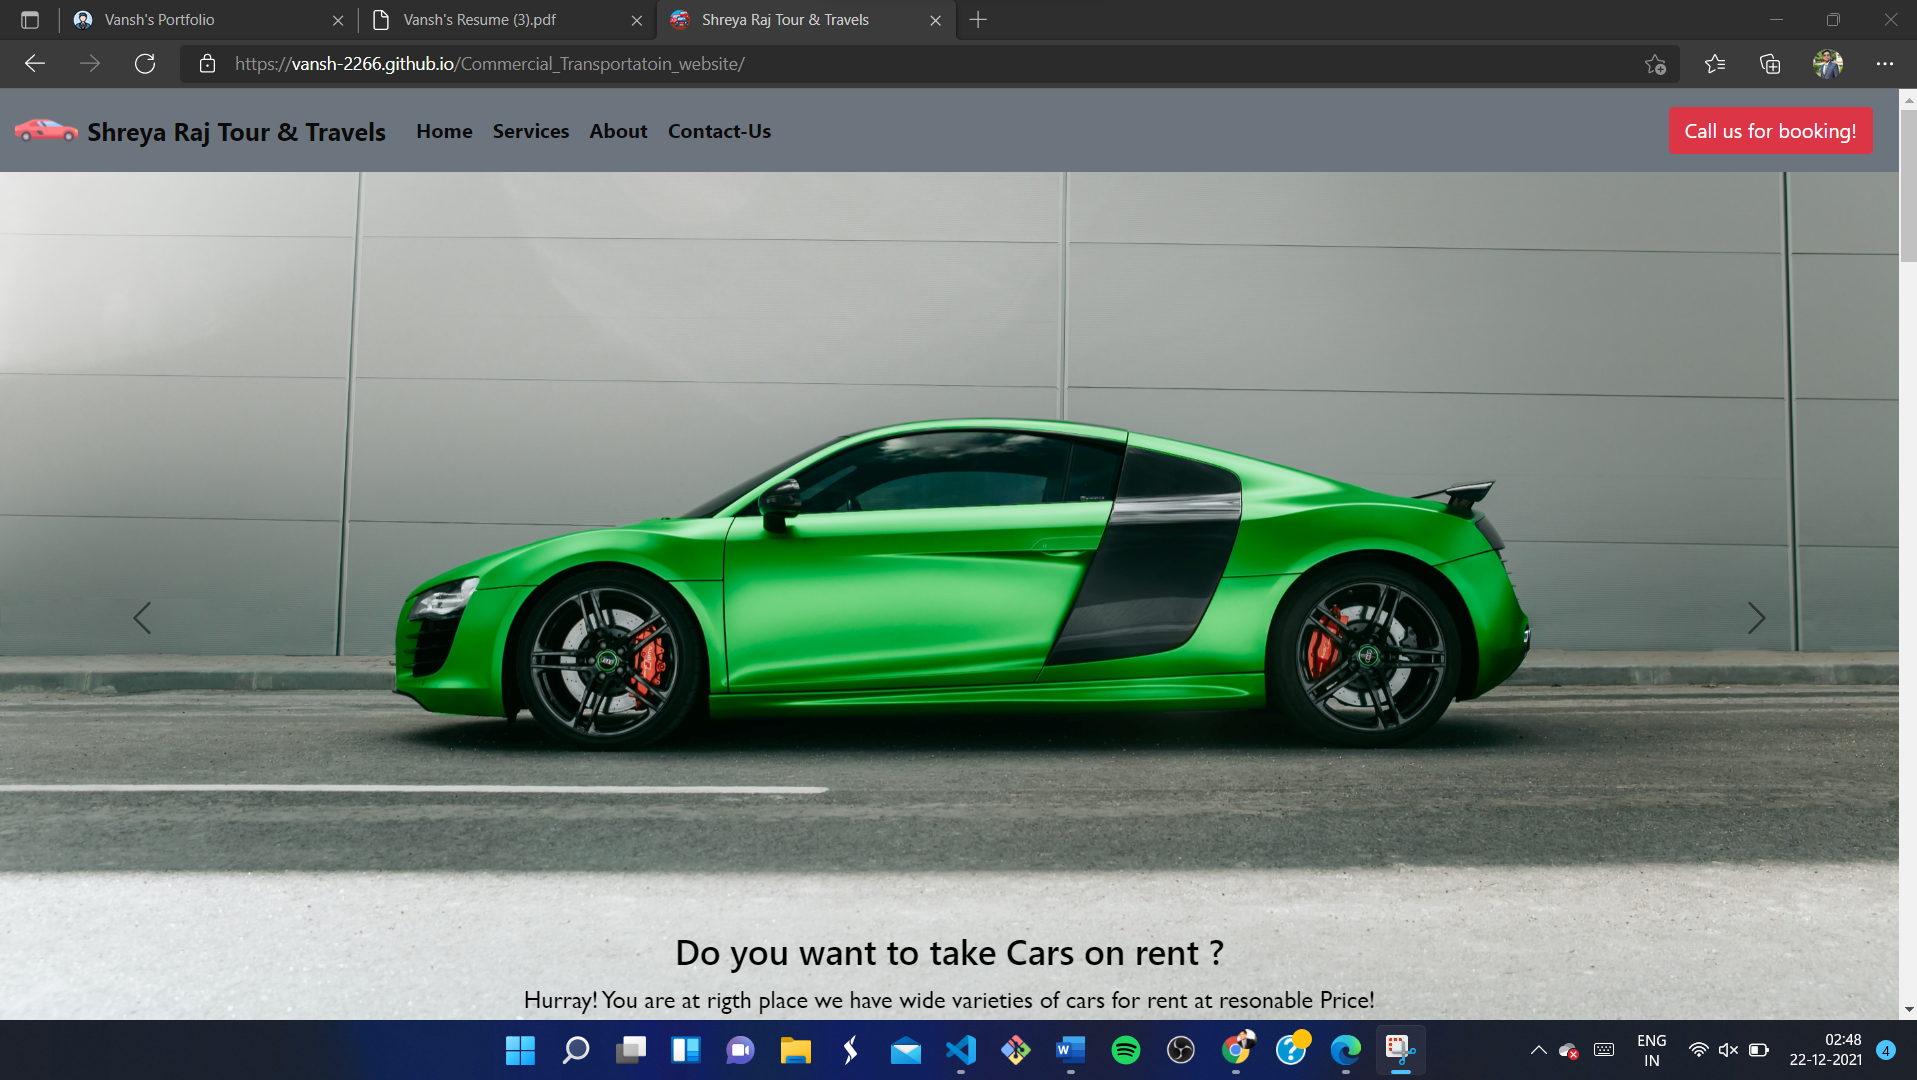 Vansh's Portfolio
Vansh's Resume (3).pdf
Shreya Raj Tour & Travels
https://vansh-2266.github.io/Commercial_Transportatoin_website/
Shreya Raj Tour & Travels
Home
Services
About
Contact-Us
Call us for booking!
Do you want to take Cars on rent ?
Hurray! You are at rigth place we have wide varieties of cars for rent at resonable Price!
ENG
IN
02:48
22-12-2021
4